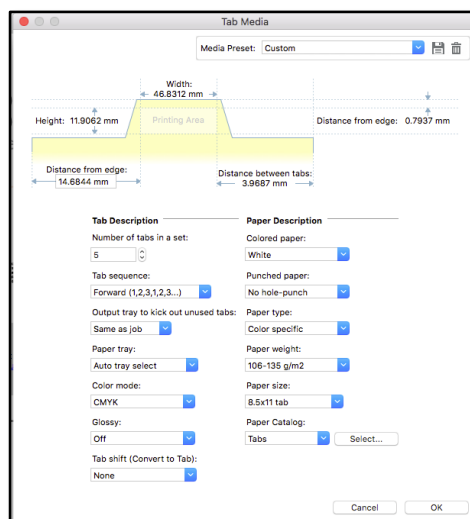 Tab Media
Media Preset: Custom
Width:
46.8312 mm
Height: 11.9062 mm
Printing Area
Distance from edge: 0.7937 mm
Distance from edge:
14.6844 mm
Distance between tabs:
3.9687 mm
Tab Description
Number of tabs in a set:
5
Tab sequence:
Forward (1,2,3,1,2,3...)
Output tray to kick out unused tabs:
Same as job
Paper tray:
Auto tray select
Color mode:
CMYK
Glossy:
Off
Tab shift (Convert to Tab):
None
Paper Description
Colored paper:
White
Punched paper:
No hole-punch
Paper type:
Color specific
Paper weight:
106-135 g/m2
Paper size:
8.5x11 tab
Paper Catalog:
Tabs
Select...
Cancel
OK